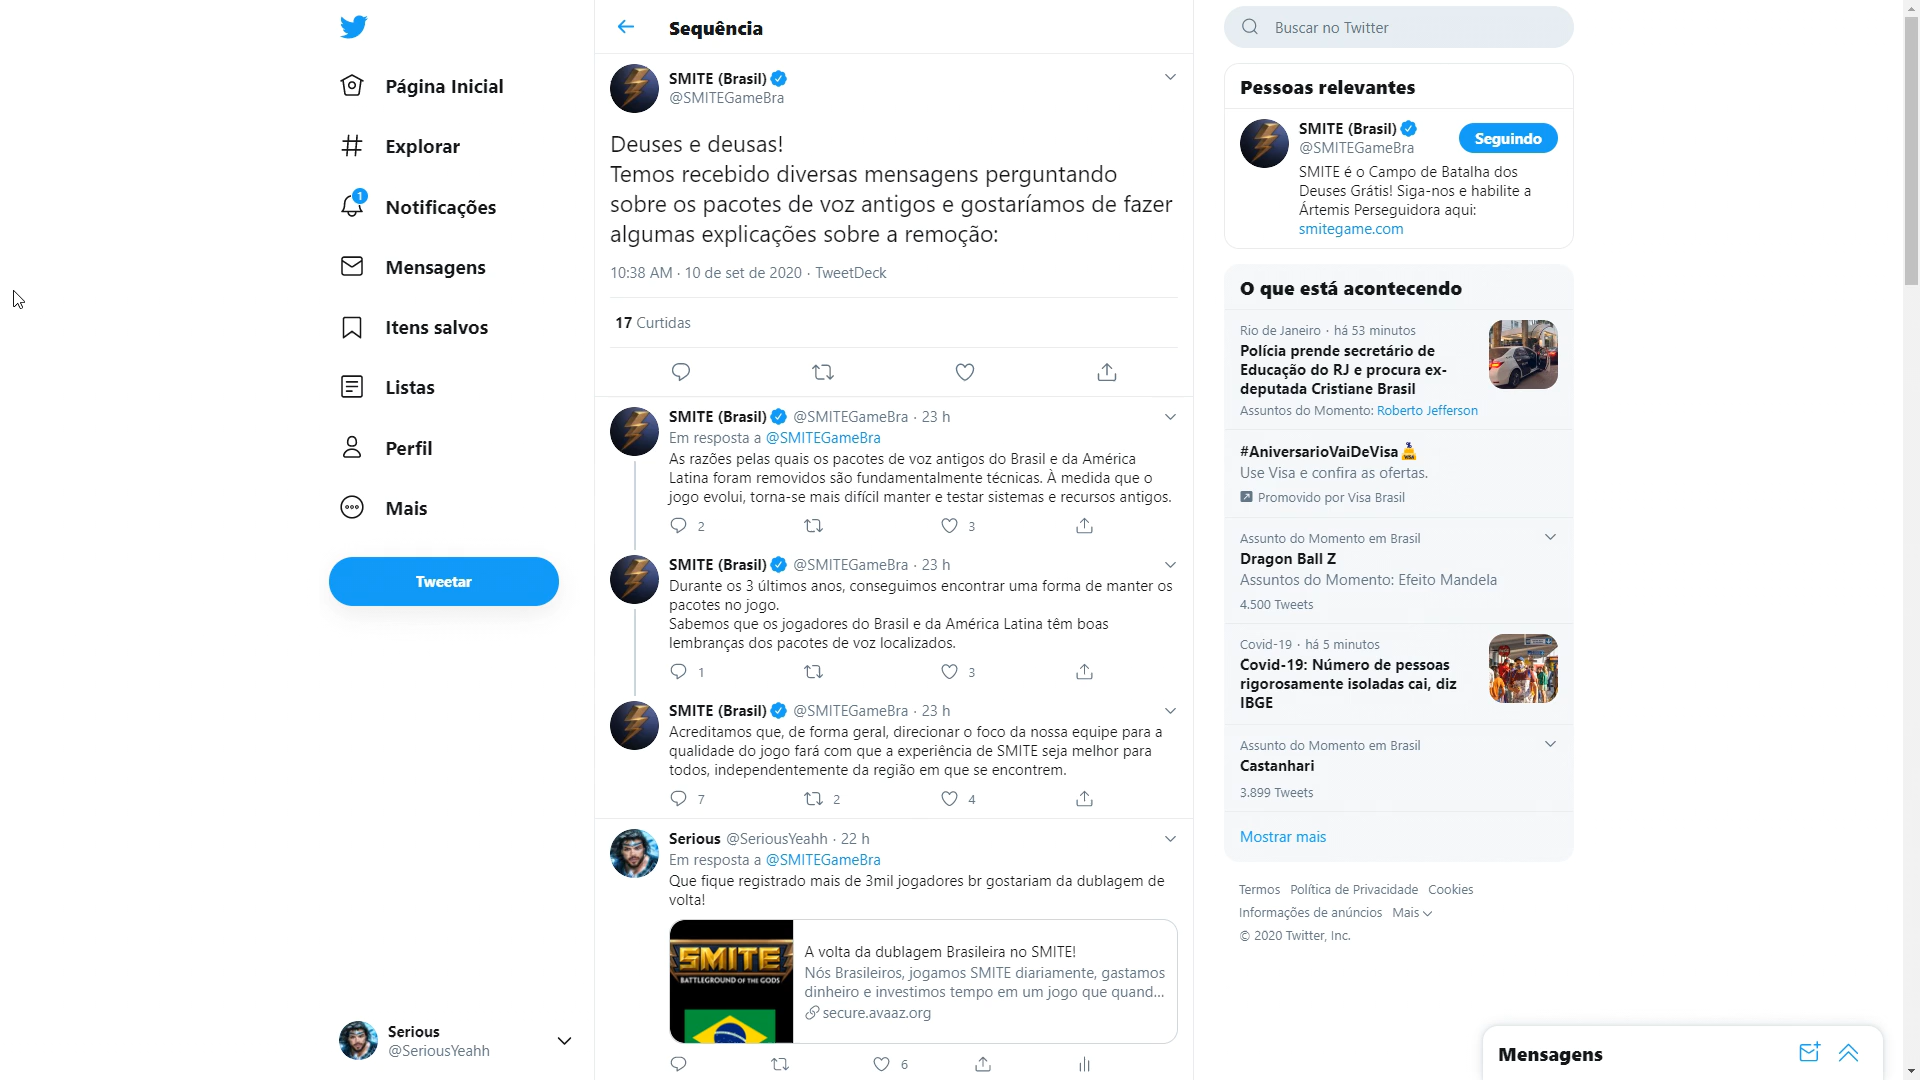 Página Inicial
Explorar
1
Notificações
Mensagens
Itens salvos
Listas
Perfil
Mais
Tweetar
Serious
@SeriousYeahh
Sequência
SMITE (Brasil)
@SMITEGameBra
Deuses e deusas!
Temos recebido diversas mensagens perguntando
sobre os pacotes de voz antigos e gostaríamos de fazer
algumas explicações sobre a remoção:
10:38 AM · 10 de set de 2020 · TweetDeck
17 Curtidas
SMITE (Brasil) @SMITEGameBra · 23 h
Em resposta a @SMITEGameBra
As razões pelas quais os pacotes de voz antigos do Brasil e da América
Latina foram removidos são fundamentalmente técnicas. À medida que o
jogo evolui, torna-se mais difícil manter e testar sistemas e recursos antigos.
2 3
SMITE (Brasil) @SMITEGameBra · 23 h
Durante os 3 últimos anos, conseguimos encontrar uma forma de manter os
pacotes no jogo.
Sabemos que os jogadores do Brasil e da América Latina têm boas
lembranças dos pacotes de voz localizados.
1 3
SMITE (Brasil) @SMITEGameBra · 23 h
Acreditamos que, de forma geral, direcionar o foco da nossa equipe para a
qualidade do jogo fará com que a experiência de SMITE seja melhor para
todos, independentemente da região em que se encontrem.
7 2 4
Serious @SeriousYeahh · 22 h
Em resposta a @SMITEGameBra
Que fique registrado mais de 3mil jogadores br gostariam da dublagem de
volta!
SMITE
BATTLEGROUND OF THE GODS
A volta da dublagem Brasileira no SMITE!
Nós Brasileiros, jogamos SMITE diariamente, gastamos
dinheiro e investimos tempo em um jogo que quand...
secure.avaaz.org
6
Buscar no Twitter
Pessoas relevantes
SMITE (Brasil)
@SMITEGameBra
Seguindo
SMITE é o Campo de Batalha dos
Deuses Grátis! Siga-nos e habilite a
Ártemis Perseguidora aqui:
smitegame.com
O que está acontecendo
Rio de Janeiro · há 53 minutos
Polícia prende secretário de
Educação do RJ e procura ex-
deputada Cristiane Brasil
Assuntos do Momento: Roberto Jefferson
#AniversarioVaiDeVisa
Use Visa e confira as ofertas.
Promovido por Visa Brasil
Assunto do Momento em Brasil
Dragon Ball Z
Assuntos do Momento: Efeito Mandela
4.500 Tweets
Covid-19 · há 5 minutos
Covid-19: Número de pessoas
rigorosamente isoladas cai, diz
IBGE
Assunto do Momento em Brasil
Castanhari
3.899 Tweets
Mostrar mais
Termos Política de Privacidade Cookies
Informações de anúncios Mais
© 2020 Twitter, Inc.
Mensagens